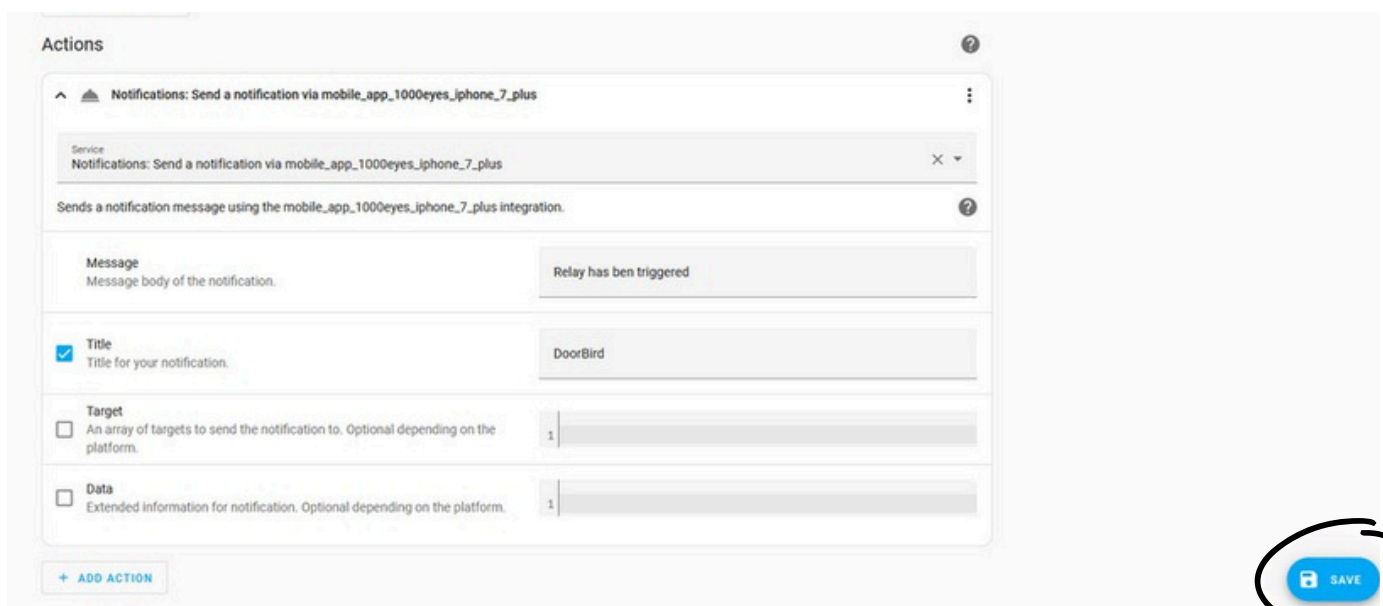 Actions
Notifications: Send a notification via mobile_app_1000eyes_iphone_7_plus
Service
Notifications: Send a notification via mobile_app_1000eyes_iphone_7_plus
Sends a notification message using the mobile_app_1000eyes_iphone_7_plus integration.
Message
Message body of the notification.
Relay has ben triggered
Title
Title for your notification.
DoorBird
Target
An array of targets to send the notification to. Optional depending on the
platform.
1
Data
Extended information for notification. Optional depending on the platform.
1
+ ADD ACTION
SAVE